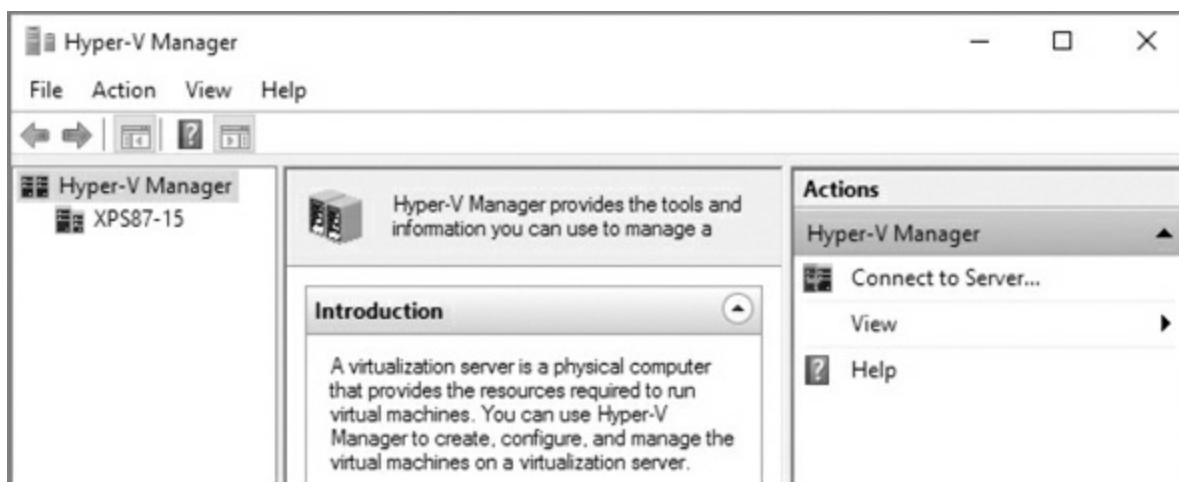 Hyper-V Manager
File Action View Help
Hyper-V Manager
XPS87-15
Hyper-V Manager provides the tools and
information you can use to manage a
Introduction
A virtualization server is a physical computer
that provides the resources required to run
virtual machines. You can use Hyper-V
Manager to create, configure, and manage the
virtual machines on a virtualization server.
Actions
Hyper-V Manager
Connect to Server...
View
Help